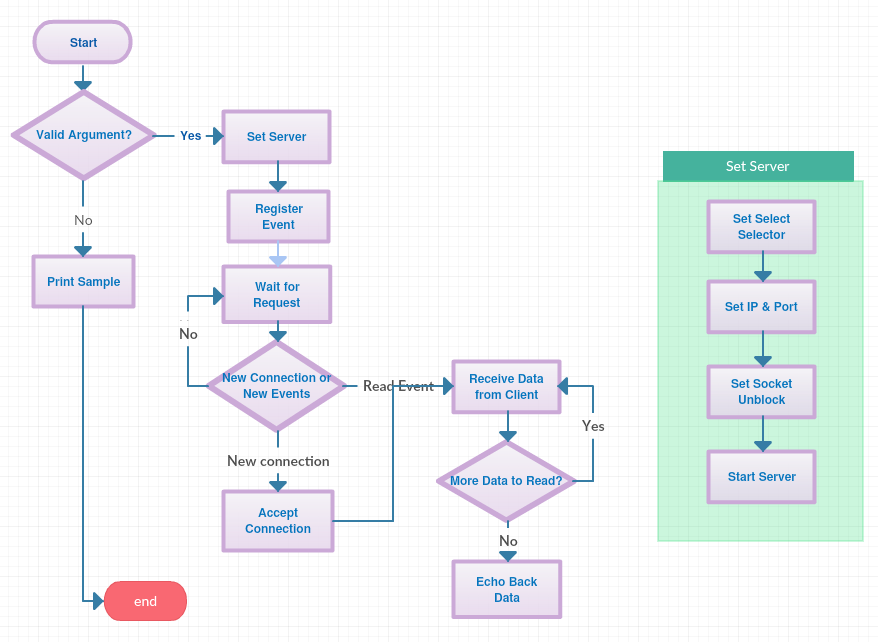 Start
Valid Argument?
Yes
Set Server
No
Register
Event
Print Sample
Wait for
Request
No
New Connection or
New Events
Read Event
Receive Data
from Client
Yes
New connection
More Data to Read?
Accept
Connection
No
Echo Back
Data
end
Set Server
Set Select
Selector
Set IP & Port
Set Socket
Unblock
Start Server